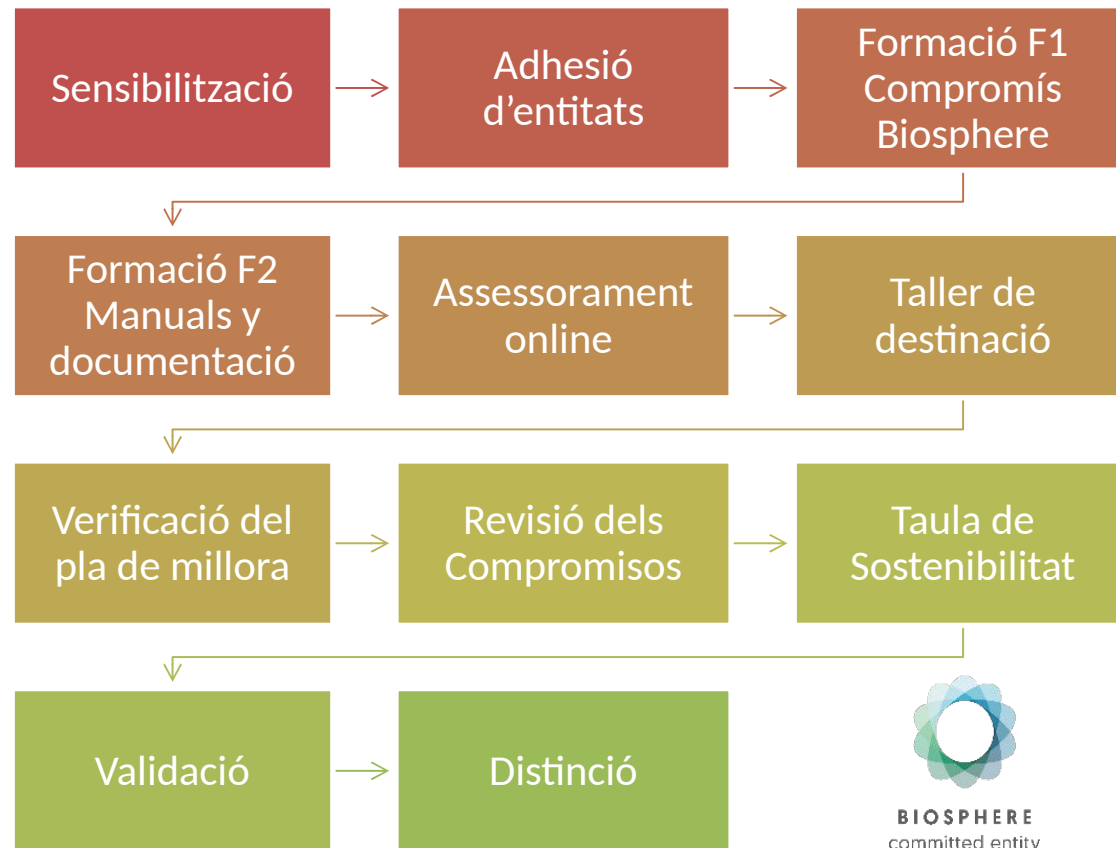 Sensibilització
Adhesió
d’entitats
Formació F1
Compromís
Biosphere
Formació F2
Manuals y
documentació
Assessorament
online
Taller de
destinació
Verificació del
pla de millora
Revisió dels
Compromisos
Taula de
Sostenibilitat
Validació
Distinció
BIOSPHERE
committed entity